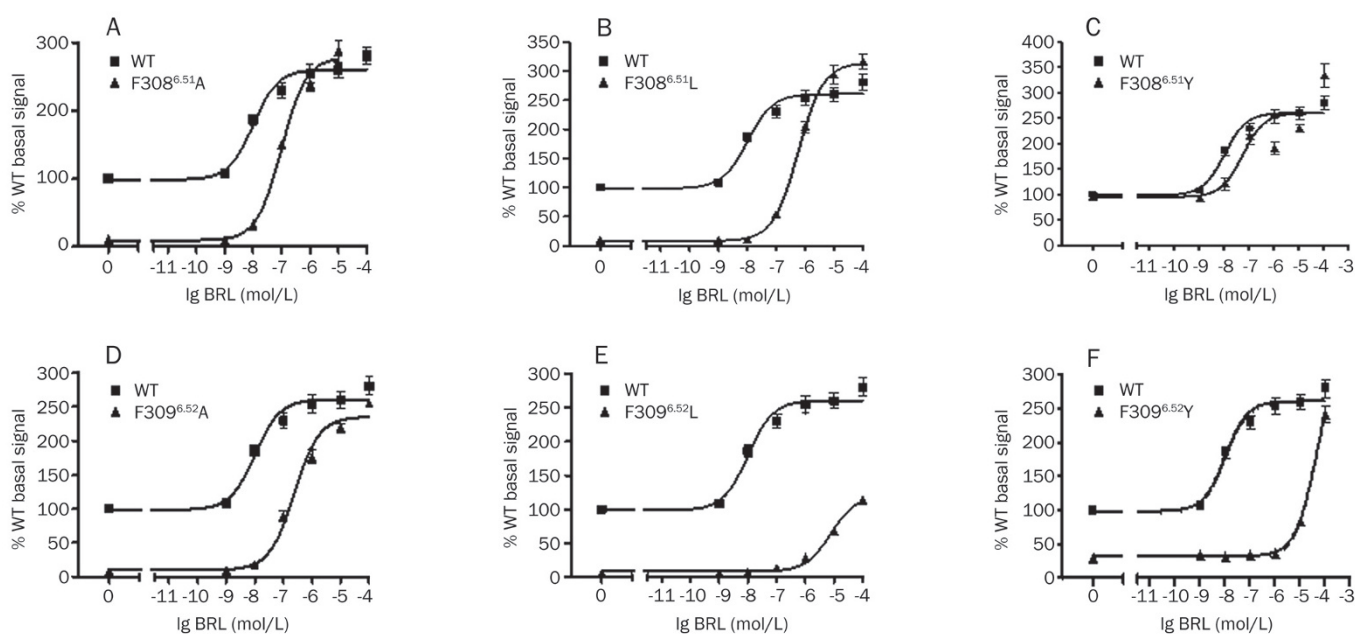 A
300
200
100
0
% WT basal signal
WT
F308^6.51A
0 -11 -10 -9 -8 -7 -6 -5 -4
lg BRL (mol/L)
B
350
300
250
200
150
100
50
0
% WT basal signal
WT
F308^6.51L
0 -11 -10 -9 -8 -7 -6 -5 -4
lg BRL (mol/L)
C
400
350
300
250
200
150
100
50
0
% WT basal signal
WT
F308^6.51Y
0 -11 -10 -9 -8 -7 -6 -5 -4 -3
lg BRL (mol/L)
D
300
250
200
150
100
50
0
% WT basal signal
WT
F309^6.52A
0 -11 -10 -9 -8 -7 -6 -5 -4
lg BRL (mol/L)
E
300
250
200
150
100
50
0
% WT basal signal
WT
F309^6.52L
0 -11 -10 -9 -8 -7 -6 -5 -4
lg BRL (mol/L)
F
300
250
200
150
100
50
0
% WT basal signal
WT
F309^6.52Y
0 -11 -10 -9 -8 -7 -6 -5 -4
lg BRL (mol/L)